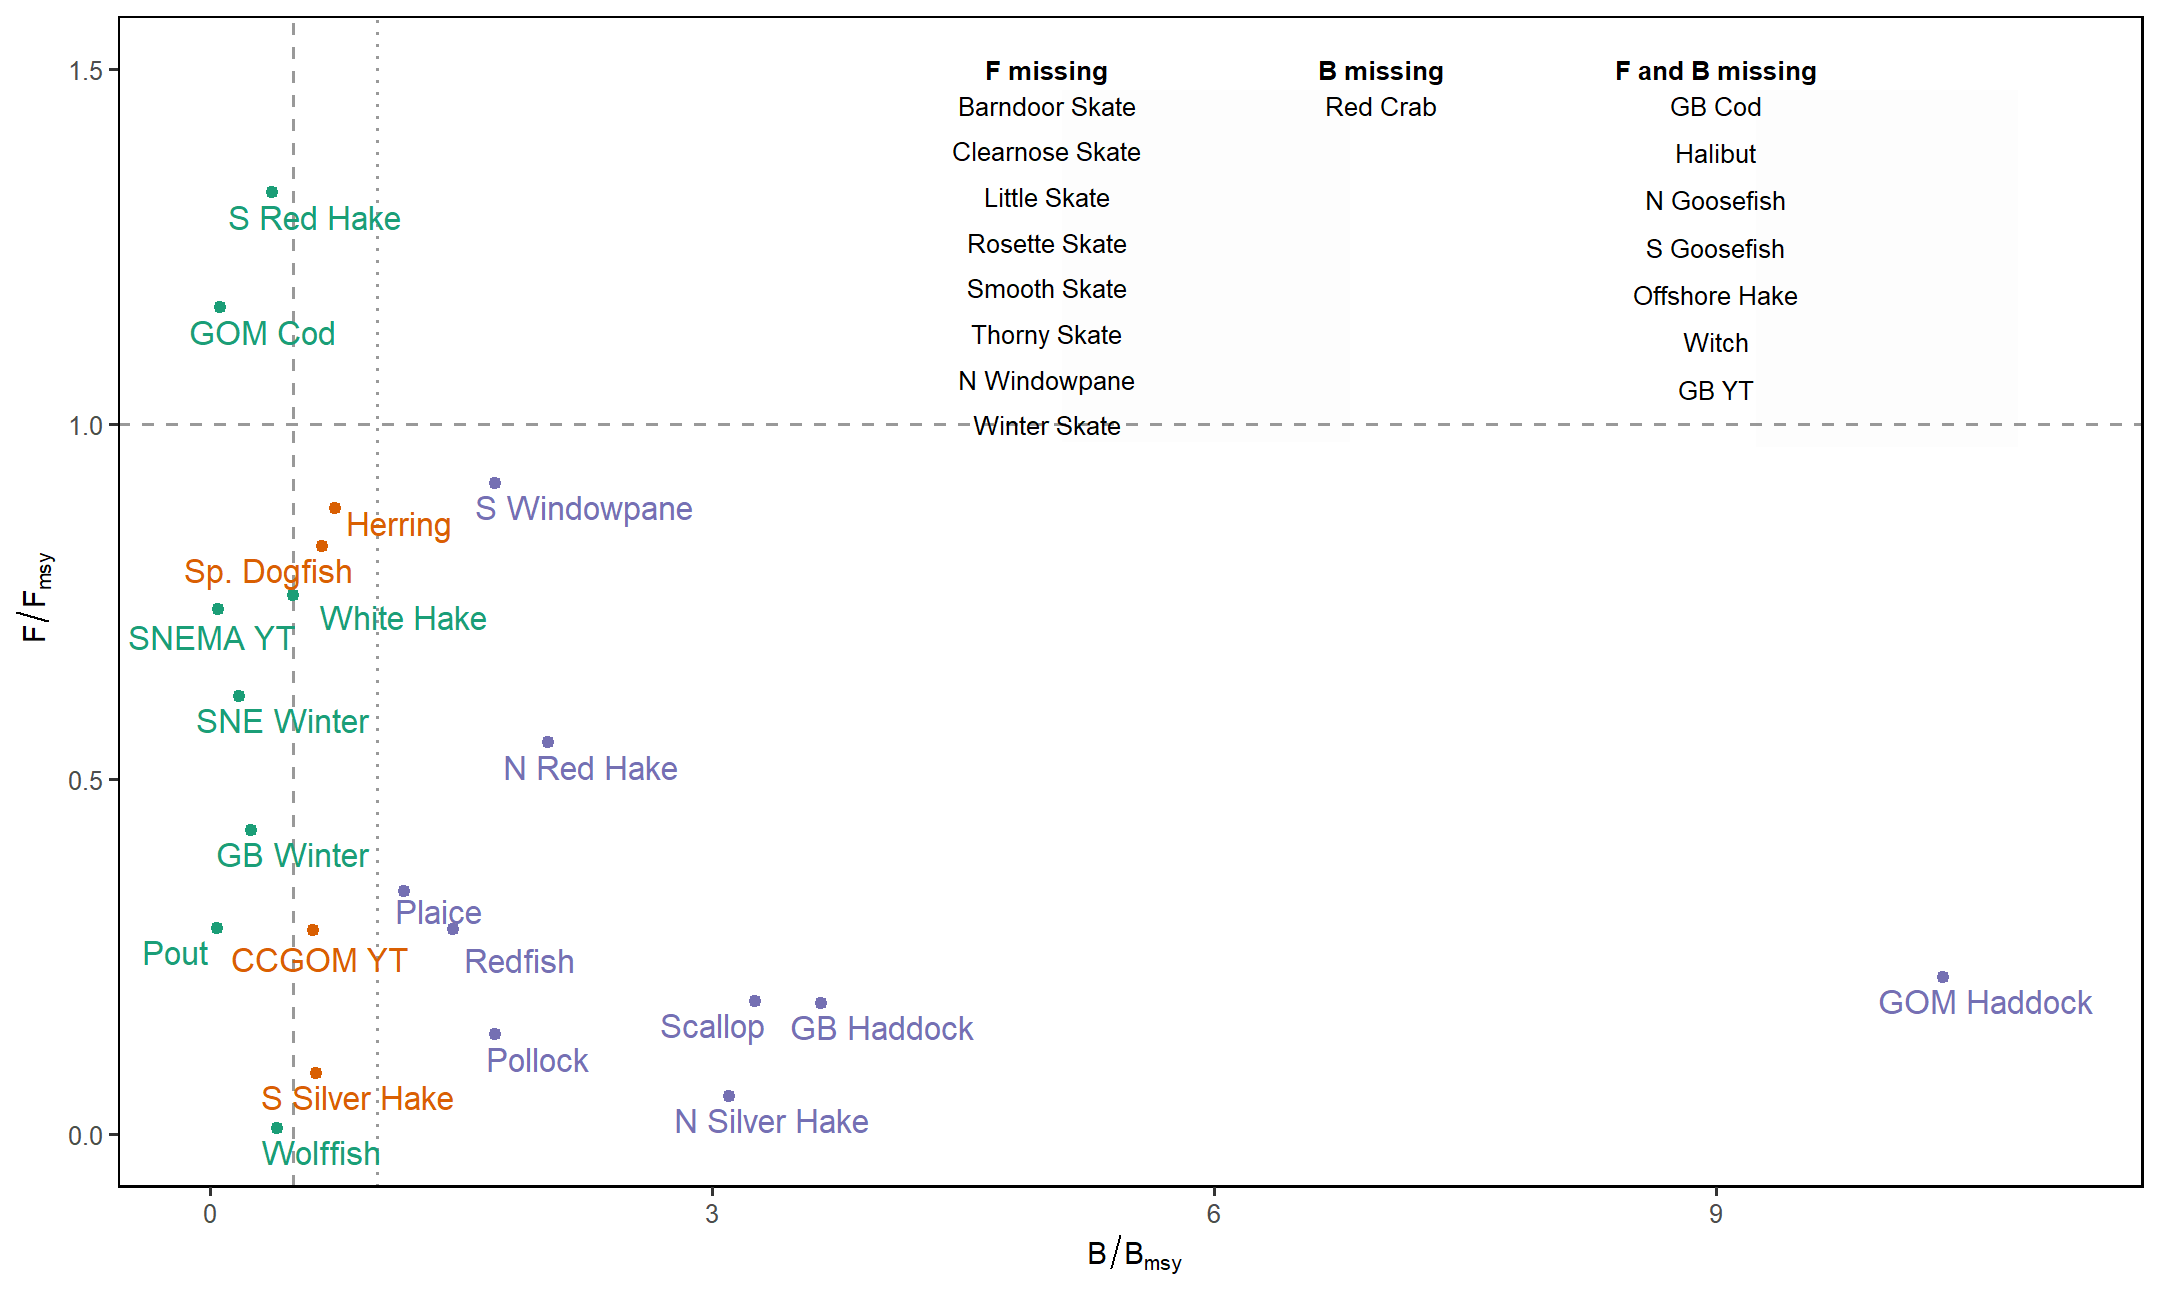 1.5
F missing
B missing
F and B missing
Barndoor Skate
Red Crab
GB Cod
Clearnose Skate
Halibut
Little Skate
N Goosefish
S Red Hake
Rosette Skate
S Goosefish
Smooth Skate
Offshore Hake
GOM Cod
Thorny Skate
Witch
N Windowpane
GB YT
1.0
Winter Skate
S Windowpane
Herring
Sp. Dogfish
White Hake
SNEMA YT
F/Fmsy
SNE Winter
N Red Hake
0.5
GB Winter
Plaice
Pout
CCGOM YT
Redfish
GOM Haddock
Scallop
GB Haddock
Pollock
S Silver Hake
N Silver Hake
0.0
Wolffish
0
3
6
9
B/Bmsy